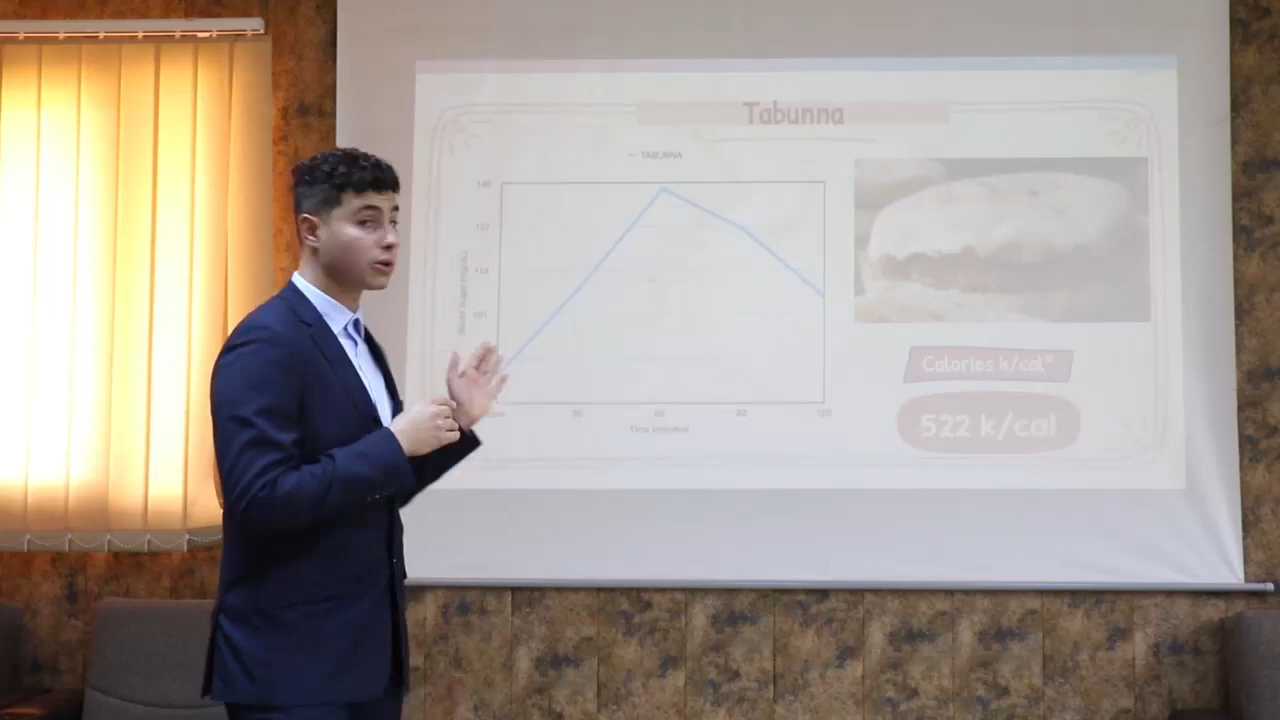 Tabunna
TABUNNA
140
127
114
101
30
60
90
120
Time (minutes)
Calories k/cal*
522 k/cal